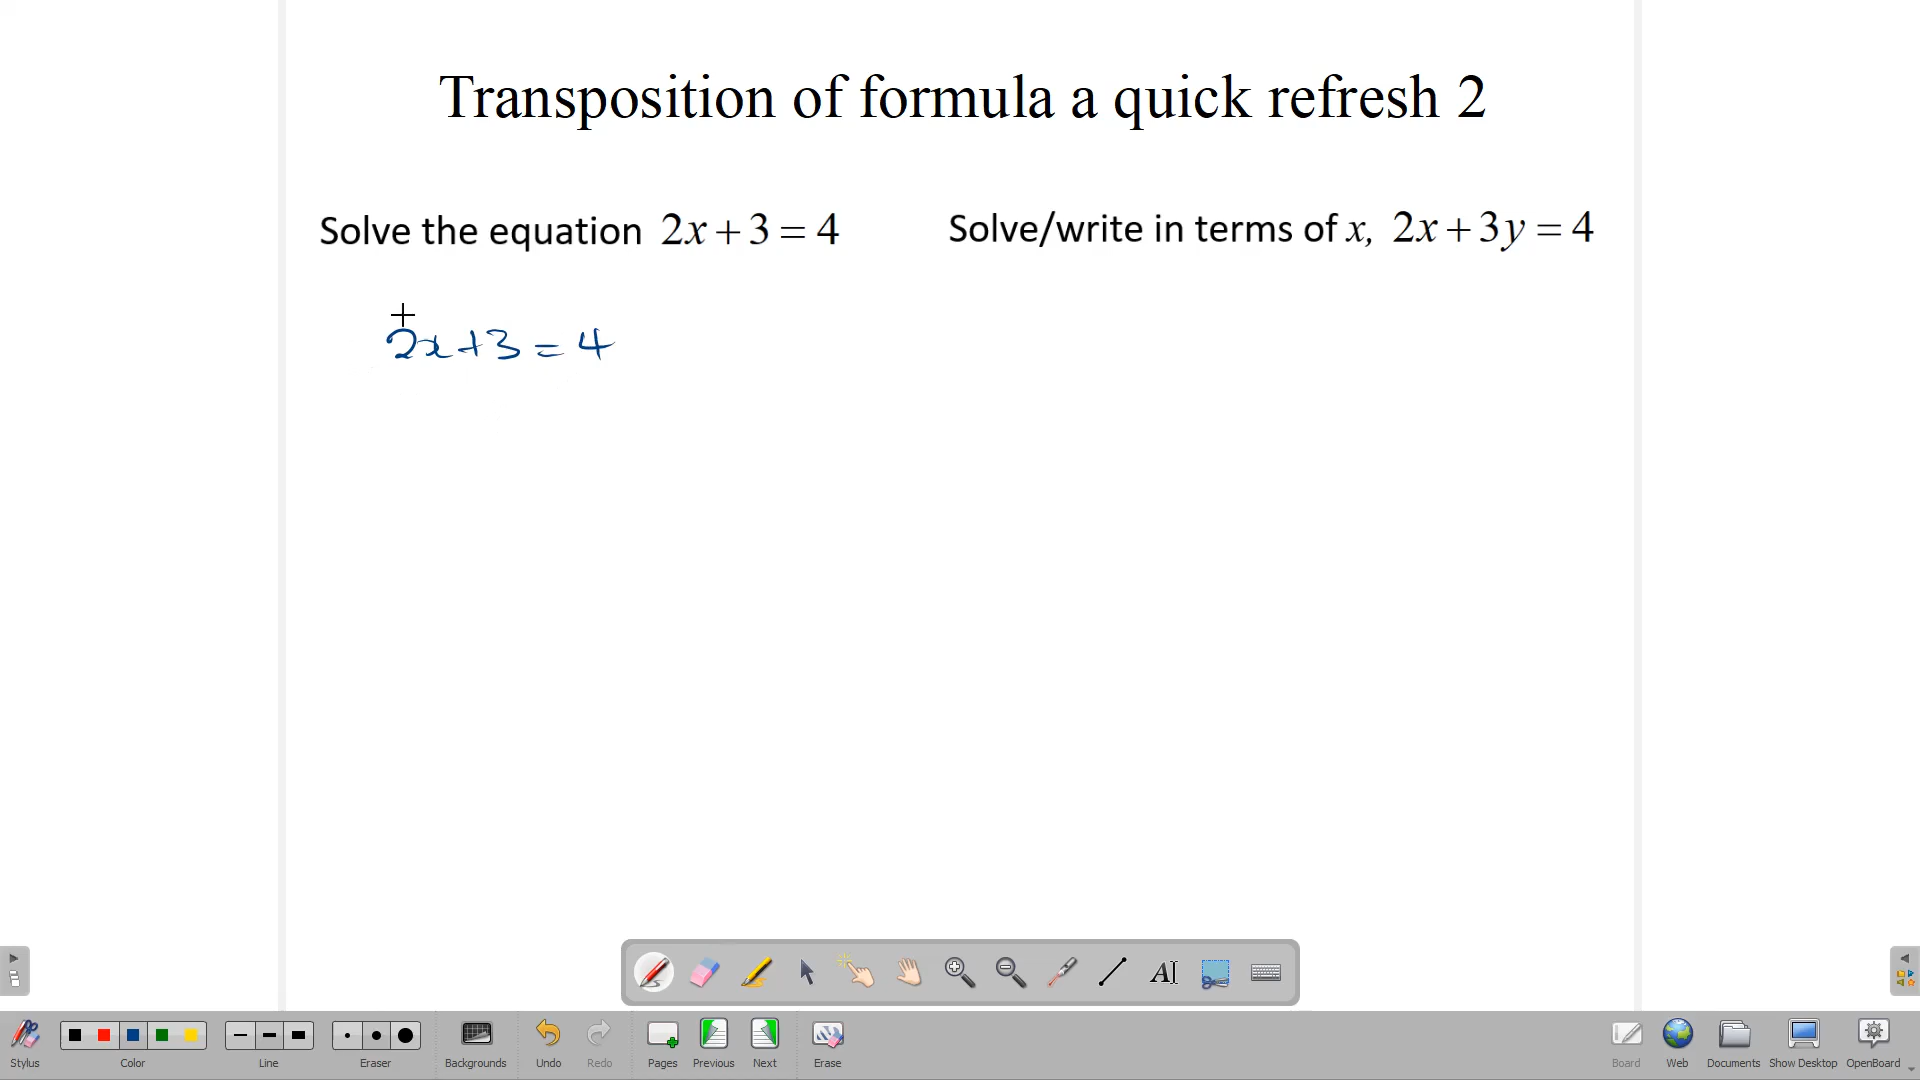 Transposition of formula a quick refresh 2
Solve the equation 2x + 3 = 4
Solve/write in terms of x, 2x + 3y = 4
2x + 3 = 4
Stylus
Color
Line
Eraser
Backgrounds
Undo
Redo
Pages
Previous
Next
Erase
Board
Web
Documents
Show Desktop
OpenBoard